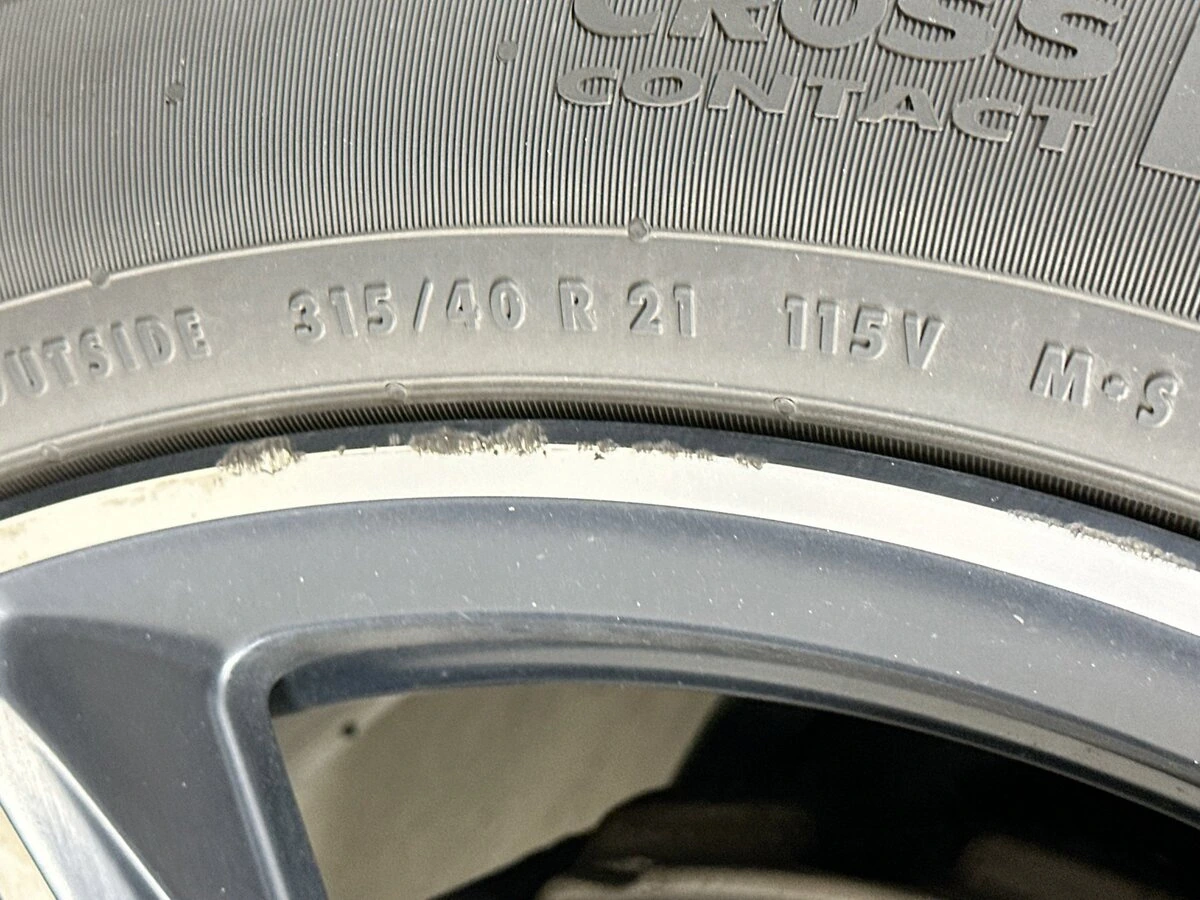 CROSS
CONTACT
OUTSIDE 315/40 R 21 115V M•S